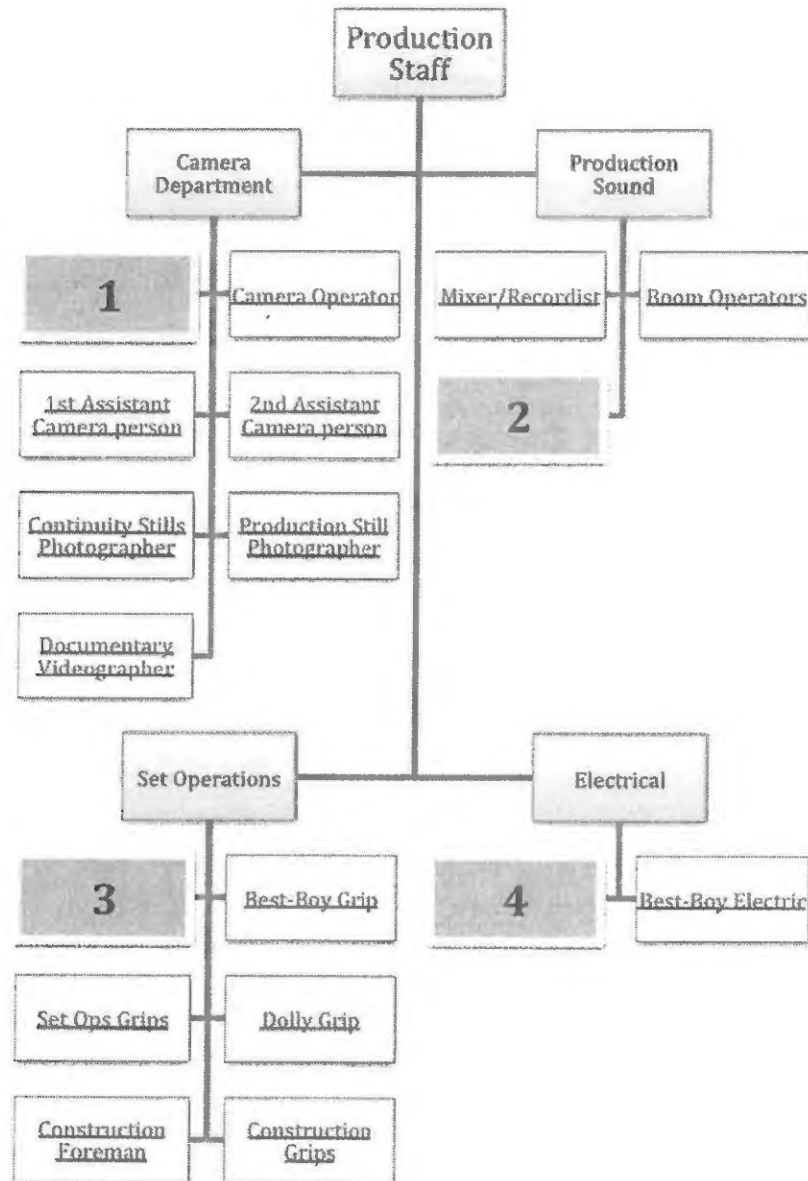 Production
Staff
Camera
Department
Production
Sound
1
Camera Operator
Mixer/Recordist
Boom Operators
1st Assistant
Camera person
2nd Assistant
Camera person
2
Continuity Stills
Photographer
Production Still
Photographer
Documentary
Videographer
Set Operations
Electrical
3
Best-Boy Grip
4
Best-Boy Electric
Set Ops Grips
Dolly Grip
Construction
Foreman
Construction
Grips